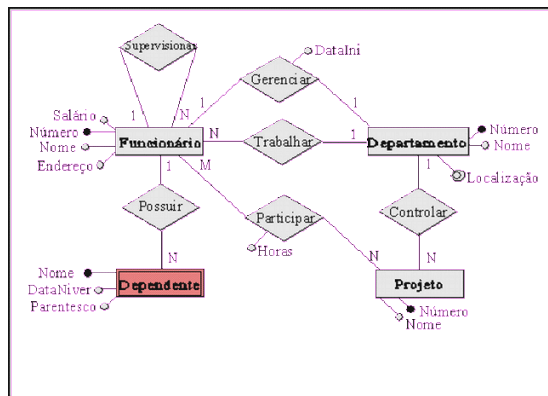 Supervisionar
DataIni
Gerenciar
1
1
Salário
1
N
Número
Nome
Endereço
Funcionário
N
Trabalhar
1
Departamento
Número
Nome
Localização
1
M
1
Possuir
Participar
Horas
Controlar
N
N
N
Nome
DataNiver
Parentesco
Dependente
Projeto
Número
Nome